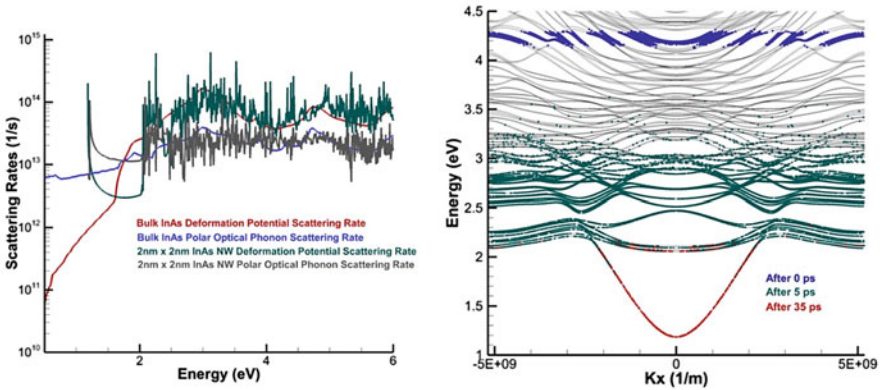 10^15
10^14
10^13
10^12
10^11
10^10
Scattering Rates (1/s)
Bulk InAs Deformation Potential Scattering Rate
Bulk InAs Polar Optical Phonon Scattering Rate
2nm x 2nm InAs NW Deformation Potential Scattering Rate
2nm x 2nm InAs NW Polar Optical Phonon Scattering Rate
2
4
6
Energy (eV)
4.5
4
3.5
3
2.5
2
1.5
1
Energy (eV)
After 0 ps
After 5 ps
After 35 ps
-5E+09
0
5E+09
Kx (1/m)